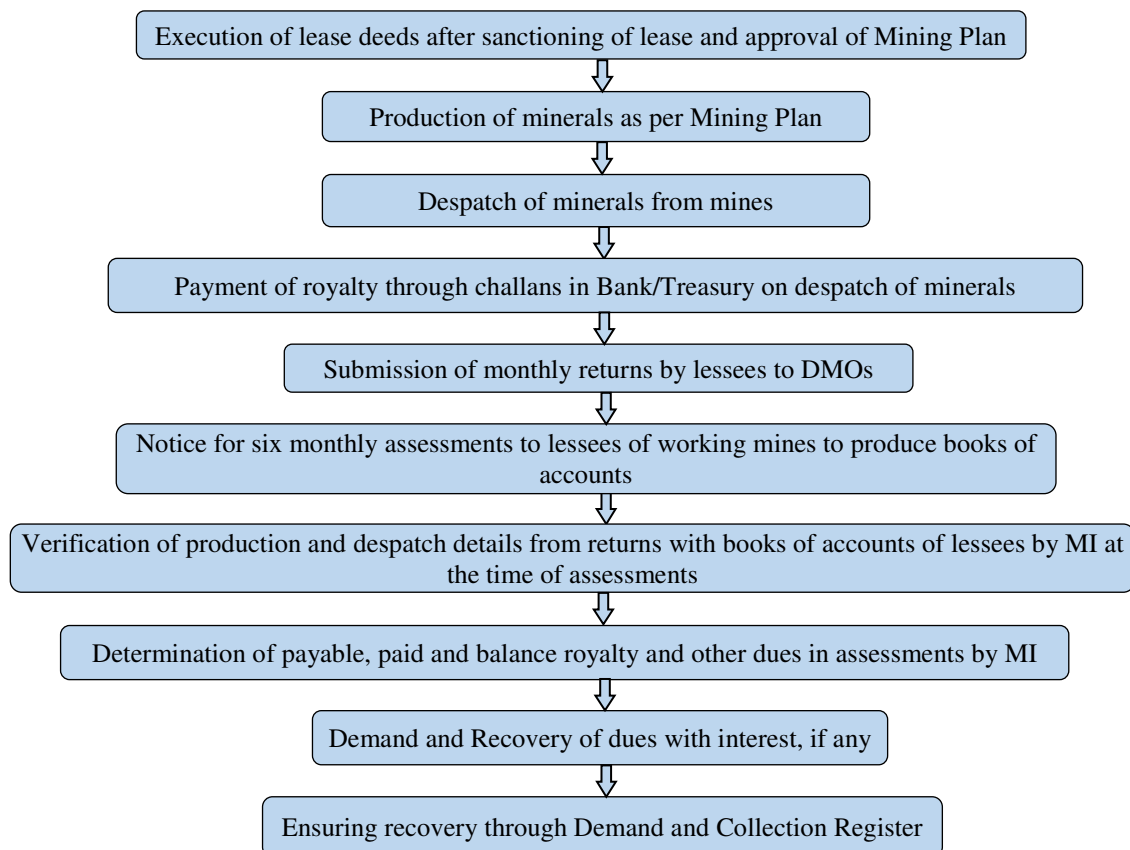 Execution of lease deeds after sanctioning of lease and approval of Mining Plan
Production of minerals as per Mining Plan
Despatch of minerals from mines
Payment of royalty through challans in Bank/Treasury on despatch of minerals
Submission of monthly returns by lessees to DMOs
Notice for six monthly assessments to lessees of working mines to produce books of
accounts
Verification of production and despatch details from returns with books of accounts of lessees by MI at
the time of assessments
Determination of payable, paid and balance royalty and other dues in assessments by MI
Demand and Recovery of dues with interest, if any
Ensuring recovery through Demand and Collection Register